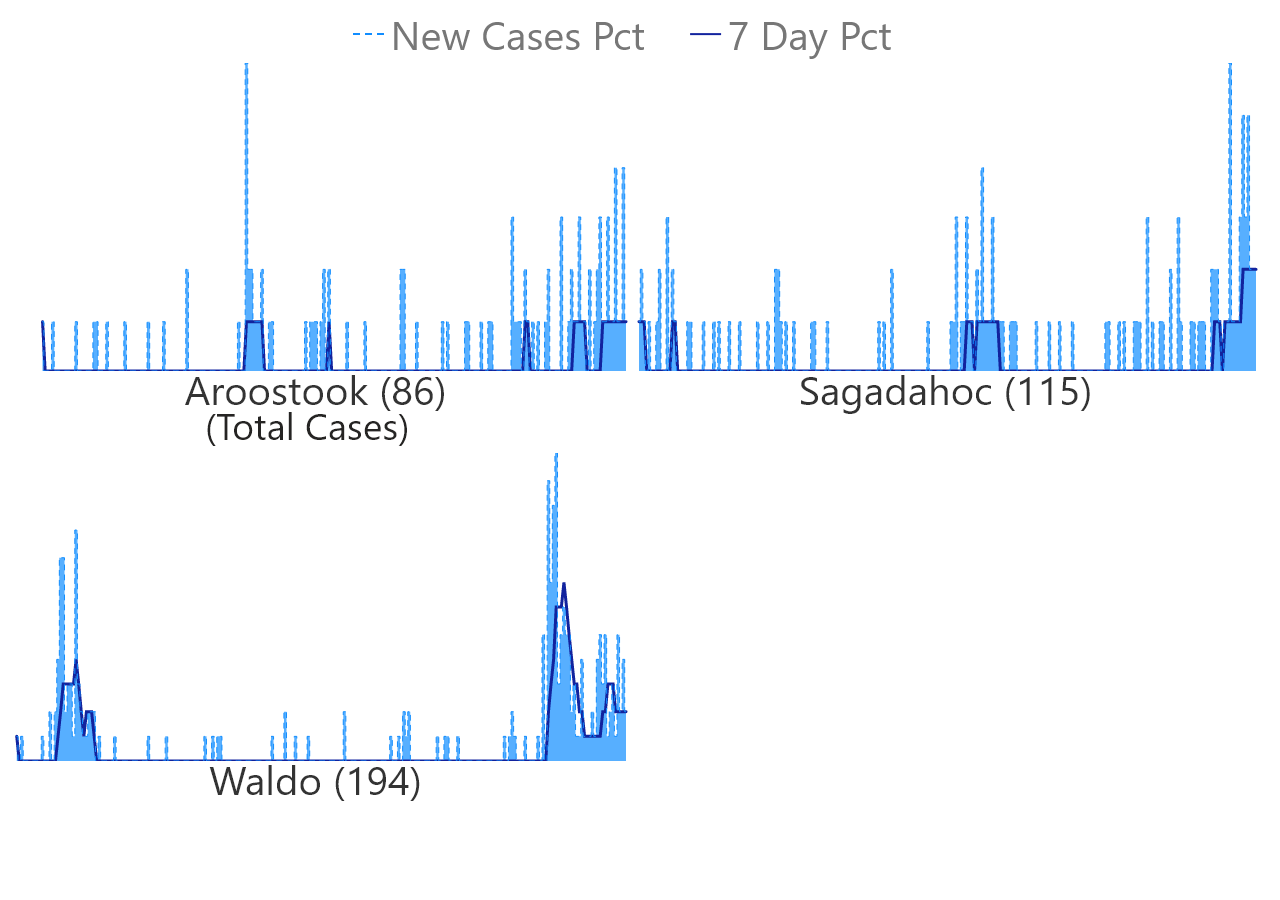 New Cases Pct 7 Day Pct
Aroostook (86)
(Total Cases)
Sagadahoc (115)
Waldo (194)